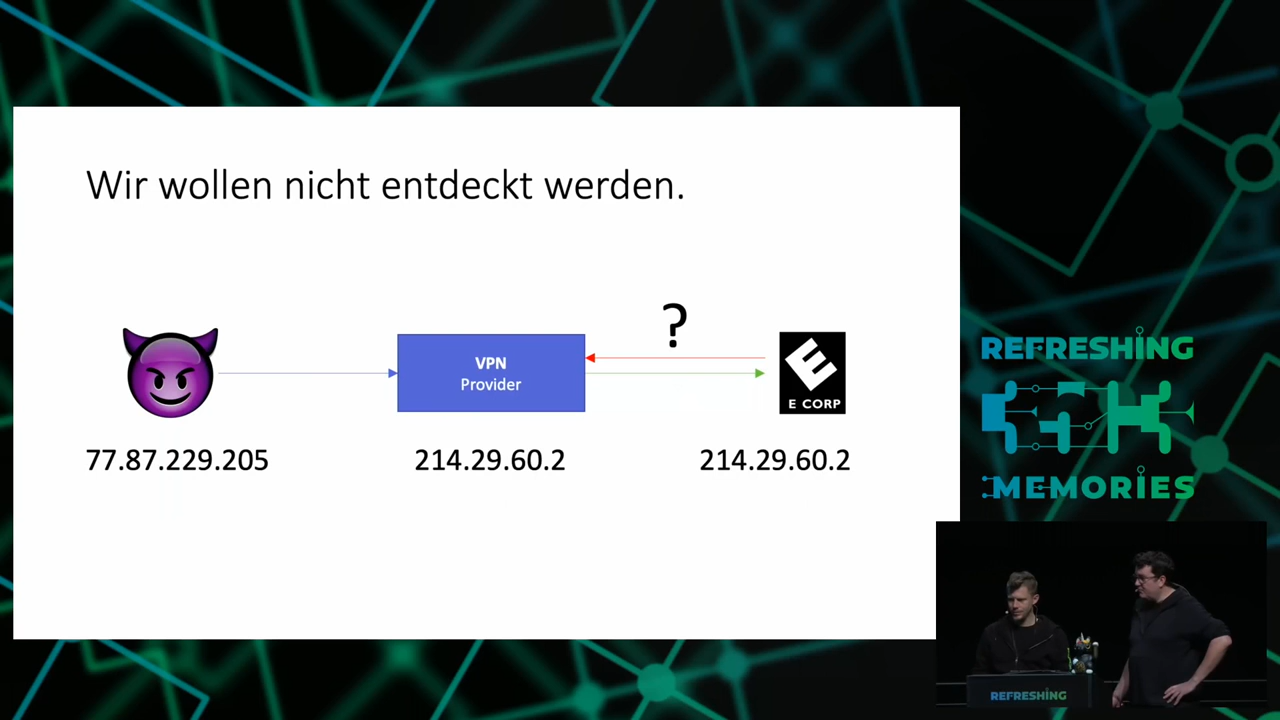 Wir wollen nicht entdeckt werden.
?
VPN
Provider
E CORP
77.87.229.205
214.29.60.2
214.29.60.2
REFRESHING
MEMORIES
REFRESHING